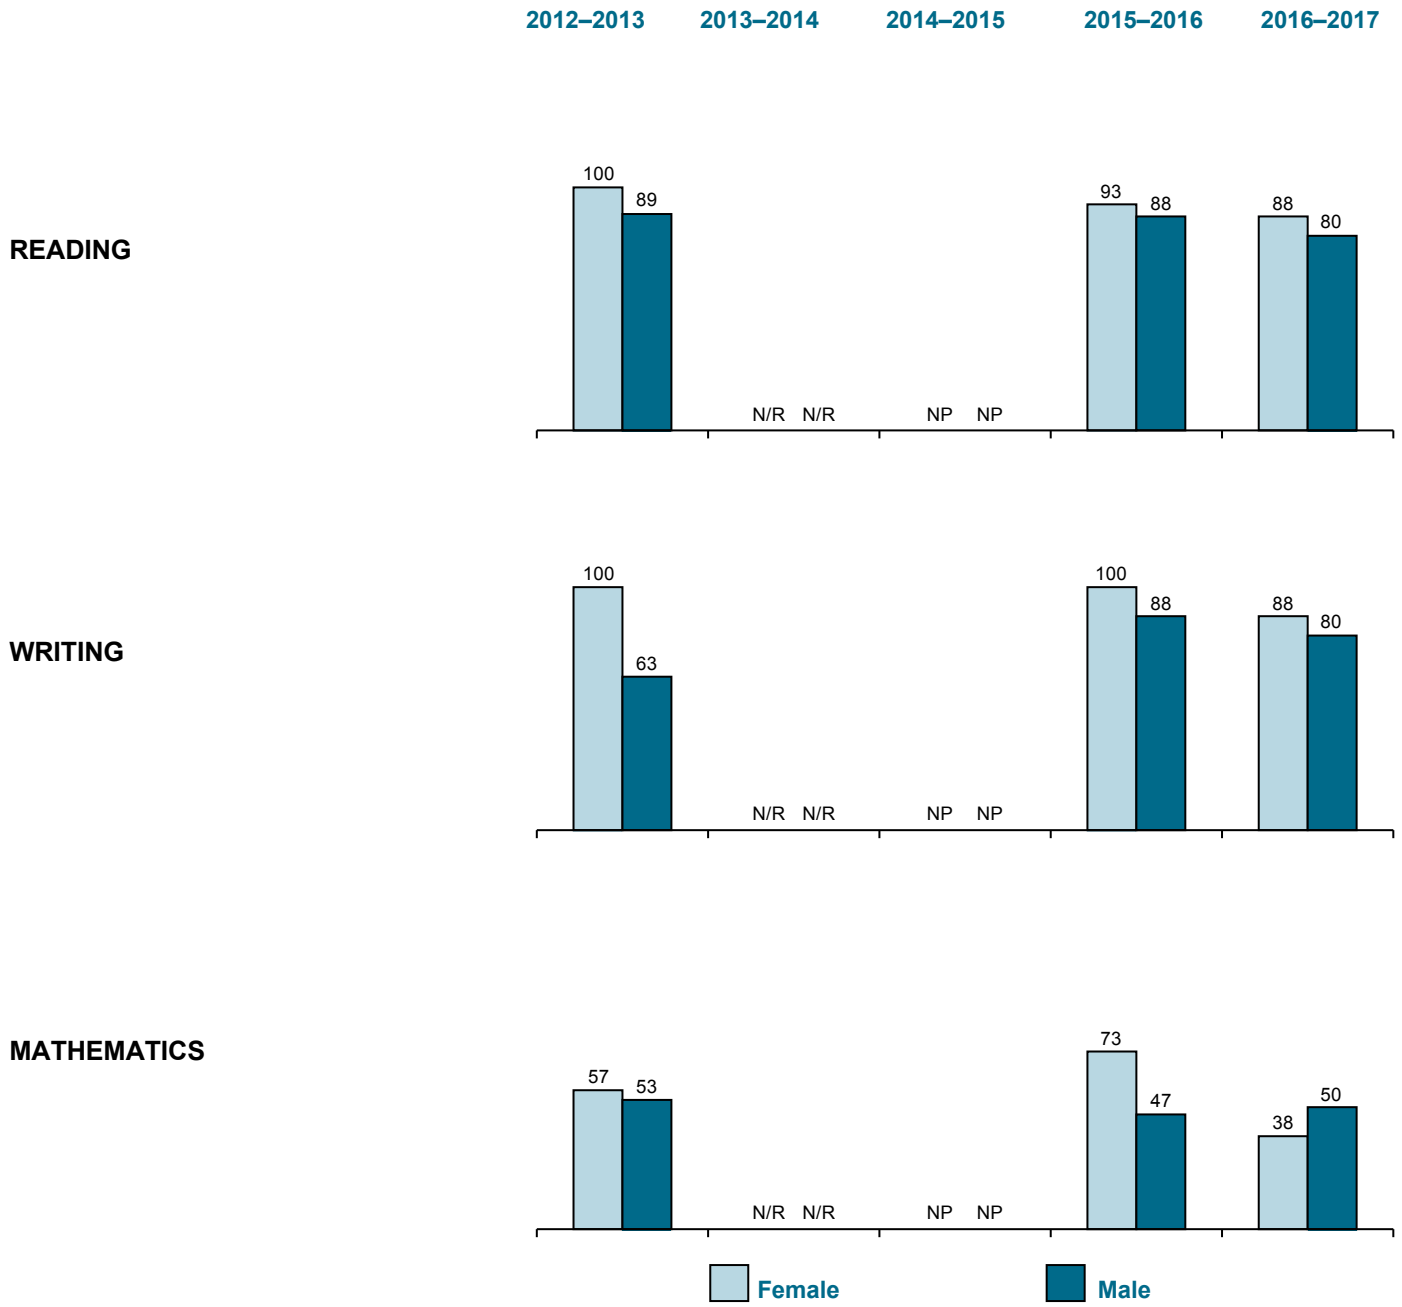 2012–2013 2013–2014 2014–2015 2015–2016 2016–2017
READING
100 89 93 88 88 80
N/R N/R NP NP
WRITING
100 63 100 88 88 80
N/R N/R NP NP
MATHEMATICS
57 53 73 47 38 50
N/R N/R NP NP
Female Male